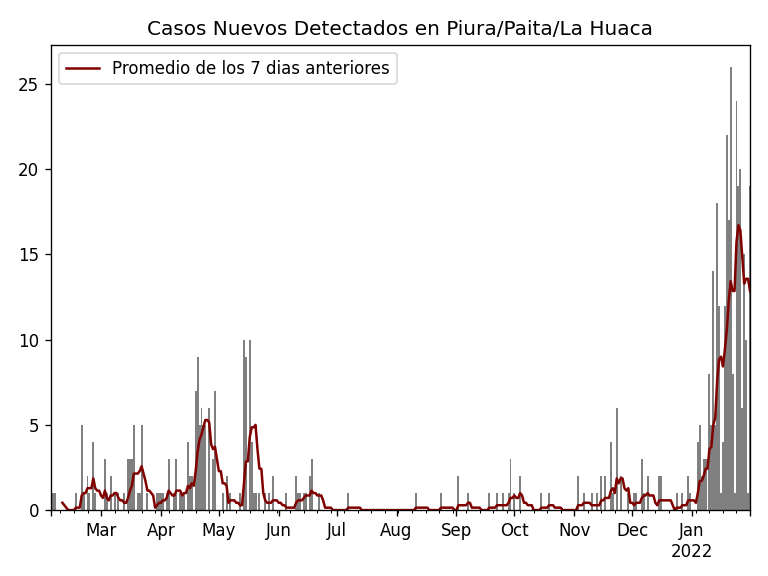 Casos Nuevos Detectados en Piura/Paita/La Huaca
Promedio de los 7 dias anteriores
25
20
15
10
5
0
Mar Apr May Jun Jul Aug Sep Oct Nov Dec Jan
2022